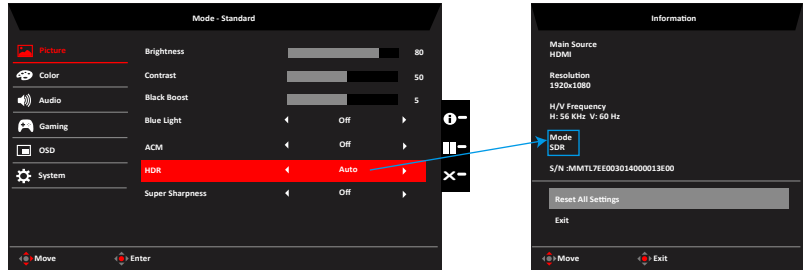 Mode - Standard
Picture
Color
Audio
Gaming
OSD
System
Brightness 80
Contrast 50
Black Boost 5
Blue Light Off
ACM Off
HDR Auto
Super Sharpness Off
Move Enter
Information
Main Source
HDMI
Resolution
1920x1080
H/V Frequency
H: 56 KHz V: 60 Hz
Mode
SDR
S/N :MMTL7EE003014000013E00
Reset All Settings
Exit
Move Exit